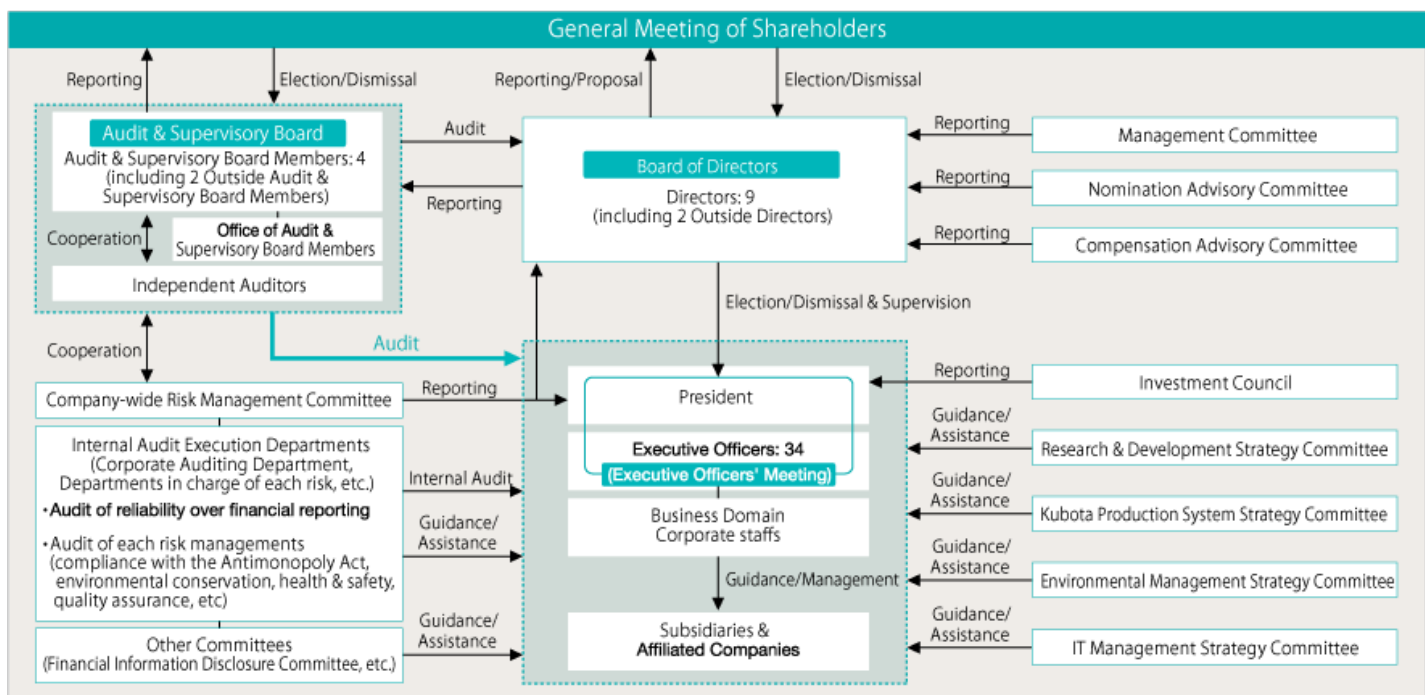 General Meeting of Shareholders
Reporting
Election/Dismissal
Reporting/Proposal
Election/Dismissal
Audit & Supervisory Board
Audit & Supervisory Board Members: 4
(including 2 Outside Audit &
Supervisory Board Members)
Cooperation
Office of Audit &
Supervisory Board Members
Independent Auditors
Audit
Reporting
Board of Directors
Directors: 9
(including 2 Outside Directors)
Reporting
Management Committee
Reporting
Nomination Advisory Committee
Reporting
Compensation Advisory Committee
Election/Dismissal & Supervision
Cooperation
Audit
Company-wide Risk Management Committee
Reporting
Internal Audit Execution Departments
(Corporate Auditing Department,
Departments in charge of each risk, etc.)
・Audit of reliability over financial reporting
・Audit of each risk managements
(compliance with the Antimonopoly Act,
environmental conservation, health & safety,
quality assurance, etc)
Internal Audit
Guidance/
Assistance
Other Committees
(Financial Information Disclosure Committee, etc.)
Guidance/
Assistance
President
Executive Officers: 34
(Executive Officers' Meeting)
Business Domain
Corporate staffs
Guidance/Management
Subsidiaries &
Affiliated Companies
Reporting
Investment Council
Guidance/
Assistance
Research & Development Strategy Committee
Guidance/
Assistance
Kubota Production System Strategy Committee
Guidance/
Assistance
Environmental Management Strategy Committee
Guidance/
Assistance
IT Management Strategy Committee